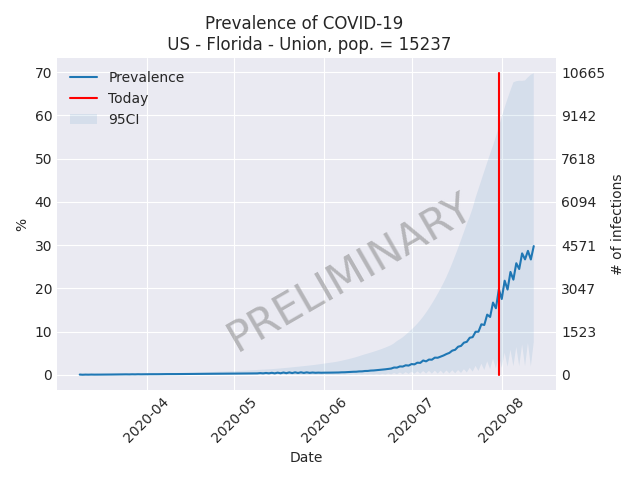 Prevalence of COVID-19
US - Florida - Union, pop. = 15237
Prevalence
Today
95CI
70
60
50
40
30
20
10
0
%
10665
9142
7618
6094
4571
3047
1523
0
# of infections
PRELIMINARY
2020-04
2020-05
2020-06
2020-07
2020-08
Date